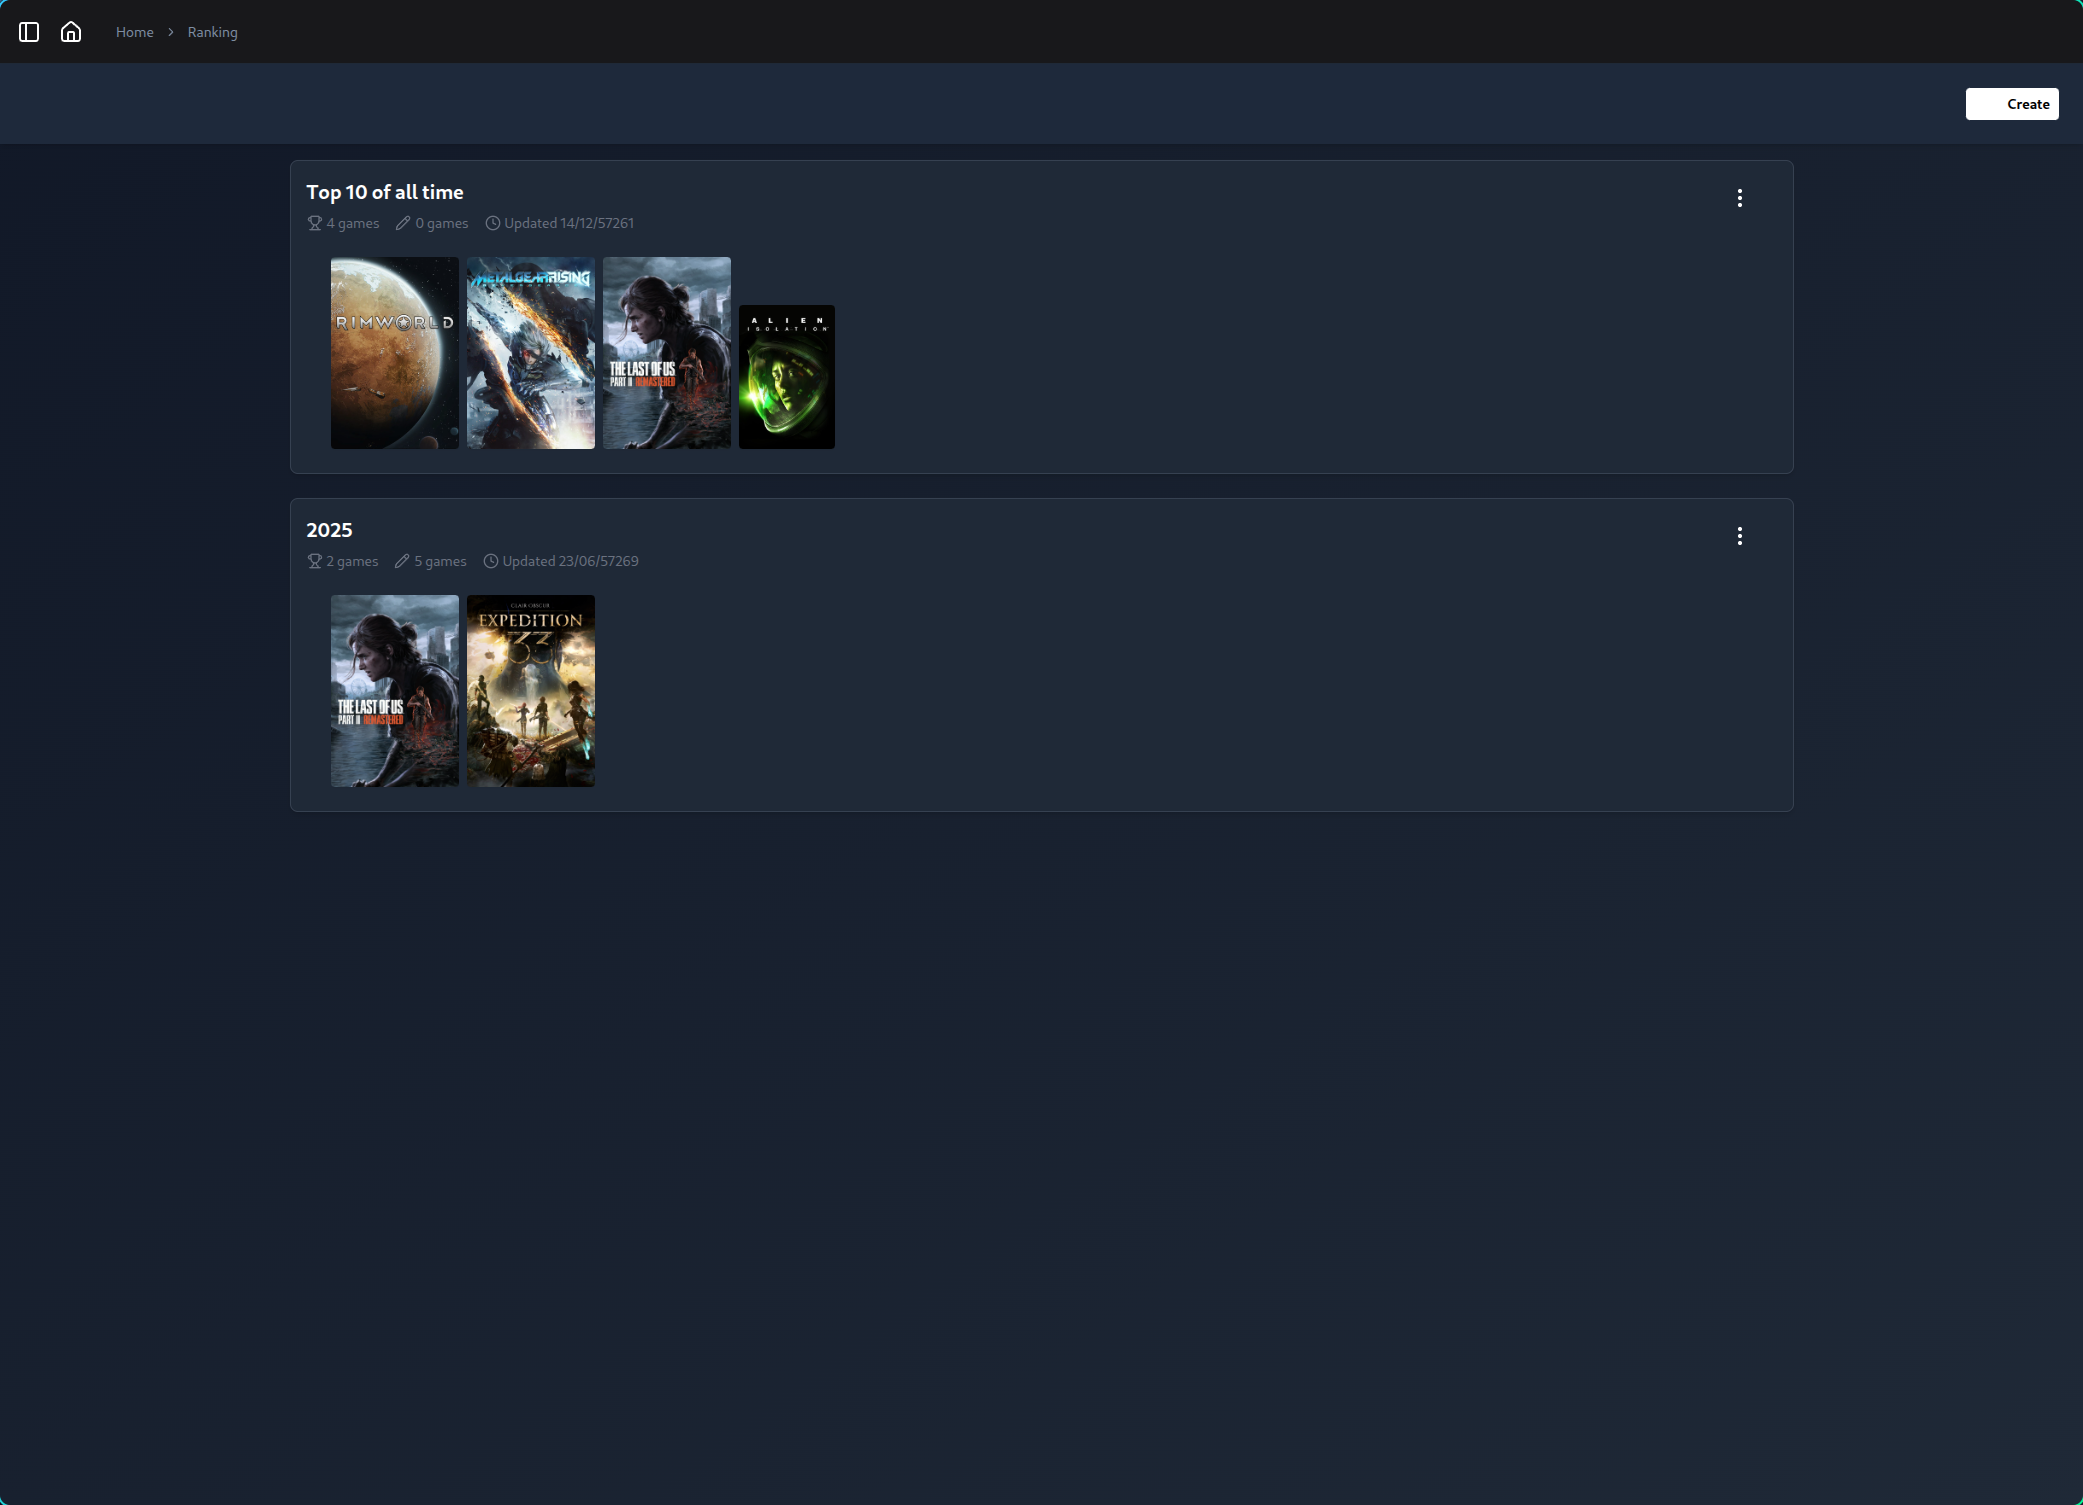 Home > Ranking
Create
Top 10 of all time
4 games 0 games Updated 14/12/57261
RIMWORLD
METAL GEAR RISING
THE LAST OF US
PART II REMASTERED
ALIEN
ISOLATION
2025
2 games 5 games Updated 23/06/57269
THE LAST OF US
PART II REMASTERED
CLAIR OBSCUR
EXPEDITION
33